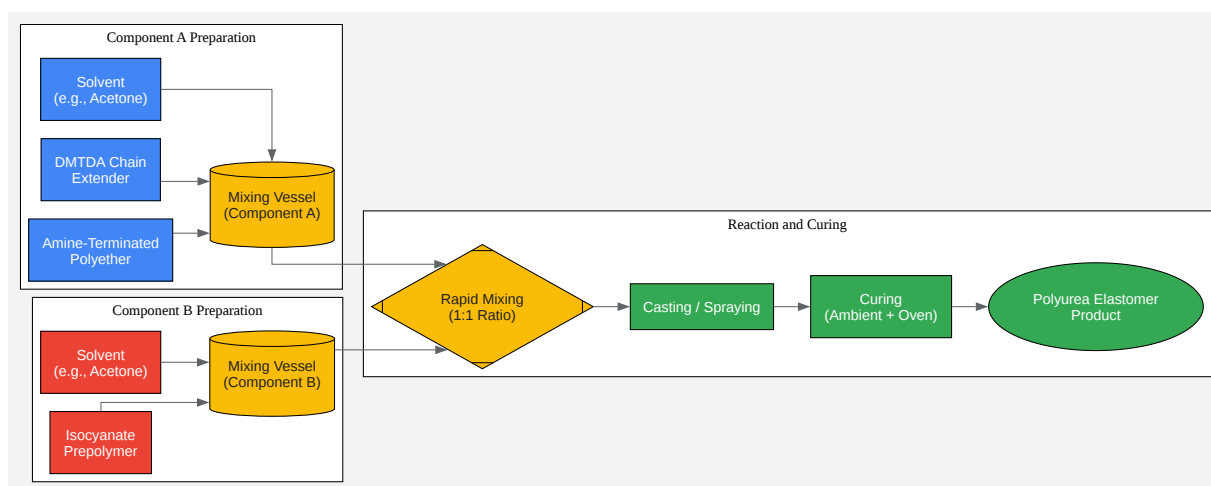 Component A Preparation
Solvent
(e.g., Acetone)
DMTDA Chain
Extender
Amine-Terminated
Polyether
Mixing Vessel
(Component A)
Component B Preparation
Solvent
(e.g., Acetone)
Isocyanate
Prepolymer
Mixing Vessel
(Component B)
Reaction and Curing
Rapid Mixing
(1:1 Ratio)
Casting / Spraying
Curing
(Ambient + Oven)
Polyurea Elastomer
Product